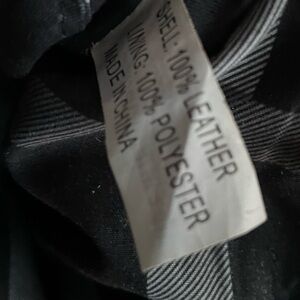 SHELL: 100% LEATHER
LINING: 100% POLYESTER
MADE IN CHINA